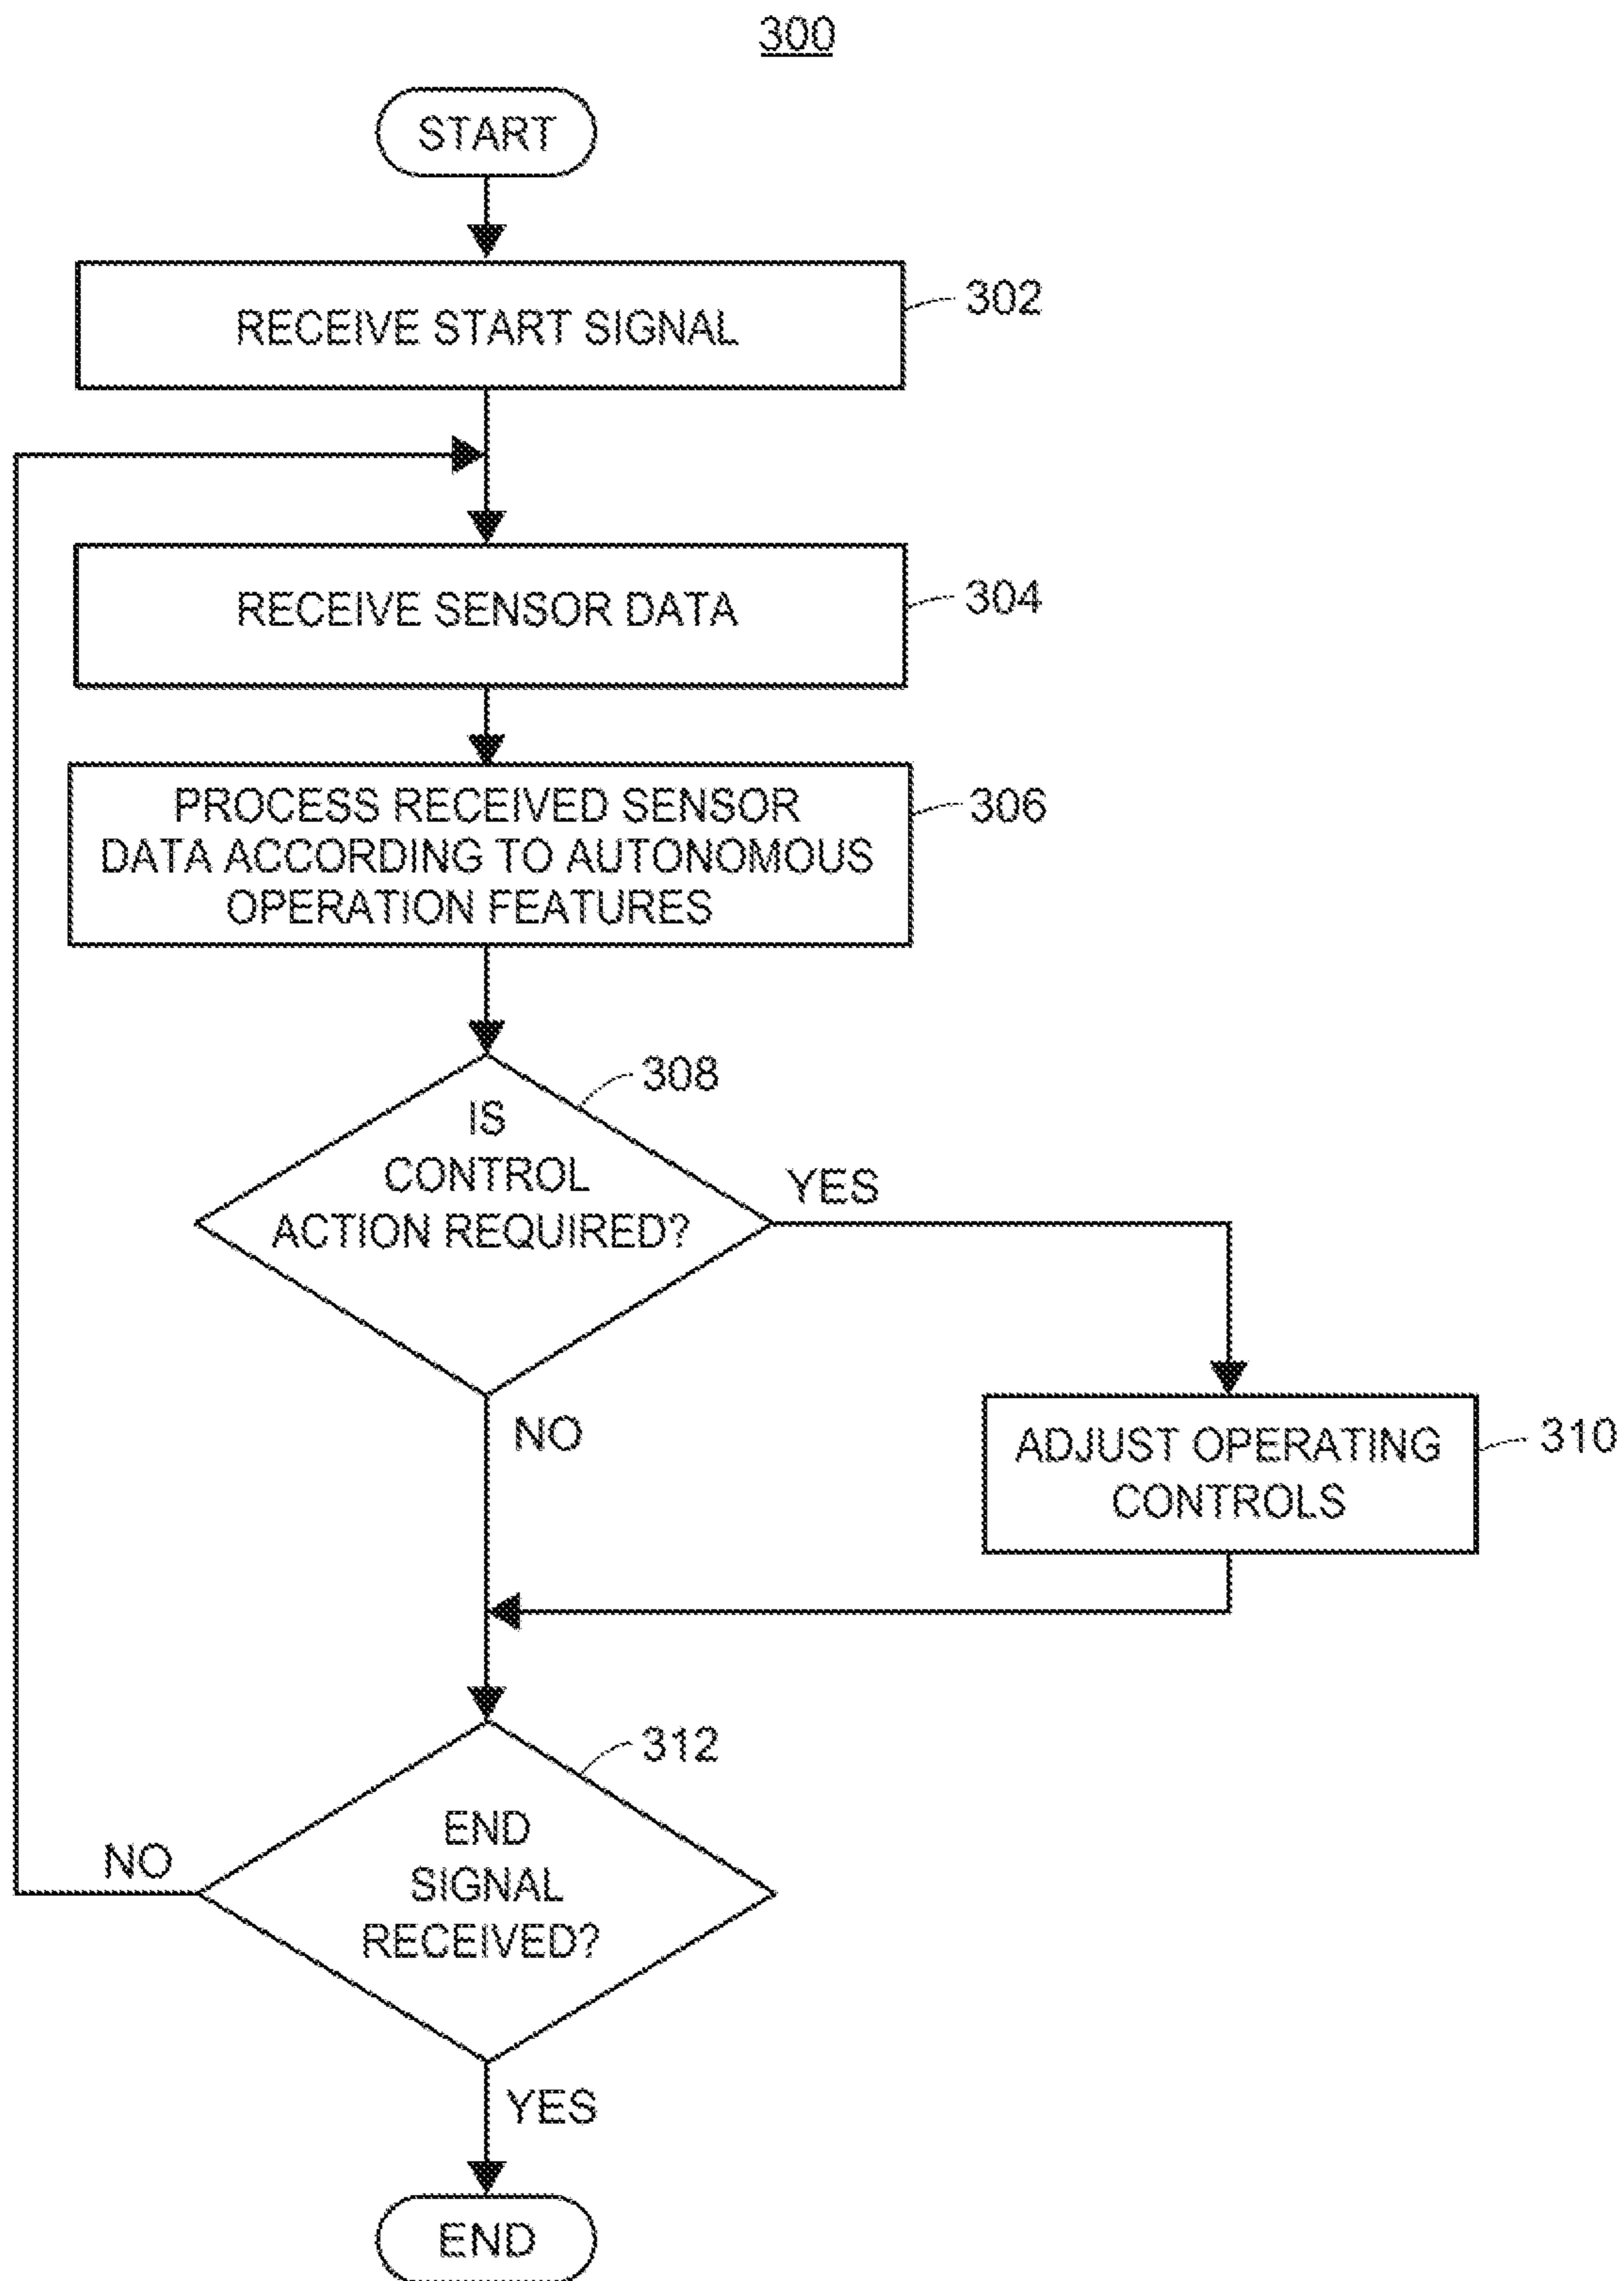 300
START
RECEIVE START SIGNAL
302
RECEIVE SENSOR DATA
304
PROCESS RECEIVED SENSOR
DATA ACCORDING TO AUTONOMOUS
OPERATION FEATURES
306
308
IS
CONTROL
ACTION REQUIRED?
YES
NO
ADJUST OPERATING
CONTROLS
310
312
END
SIGNAL
RECEIVED?
NO
YES
END